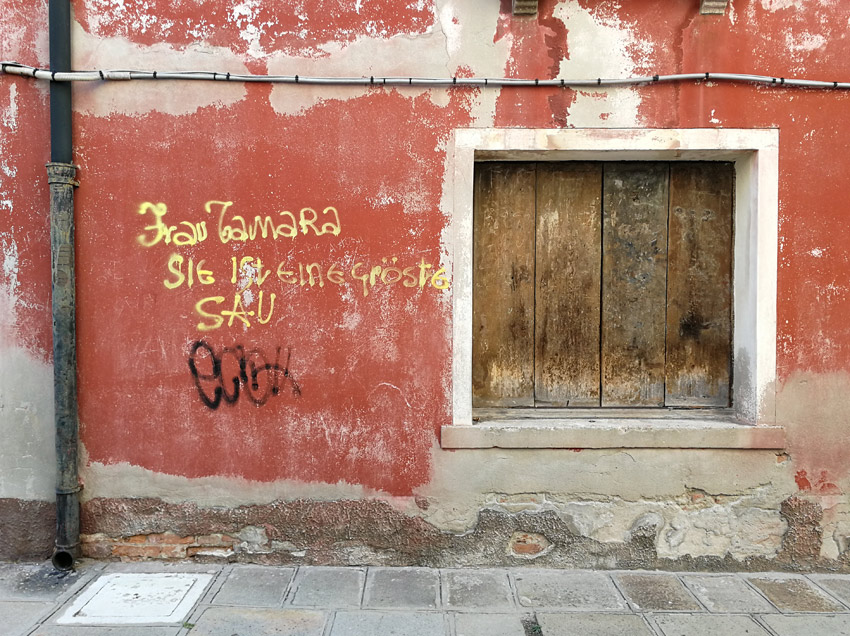 Frau TAMARA
SIE IST EINE GRÖSTE
SAU